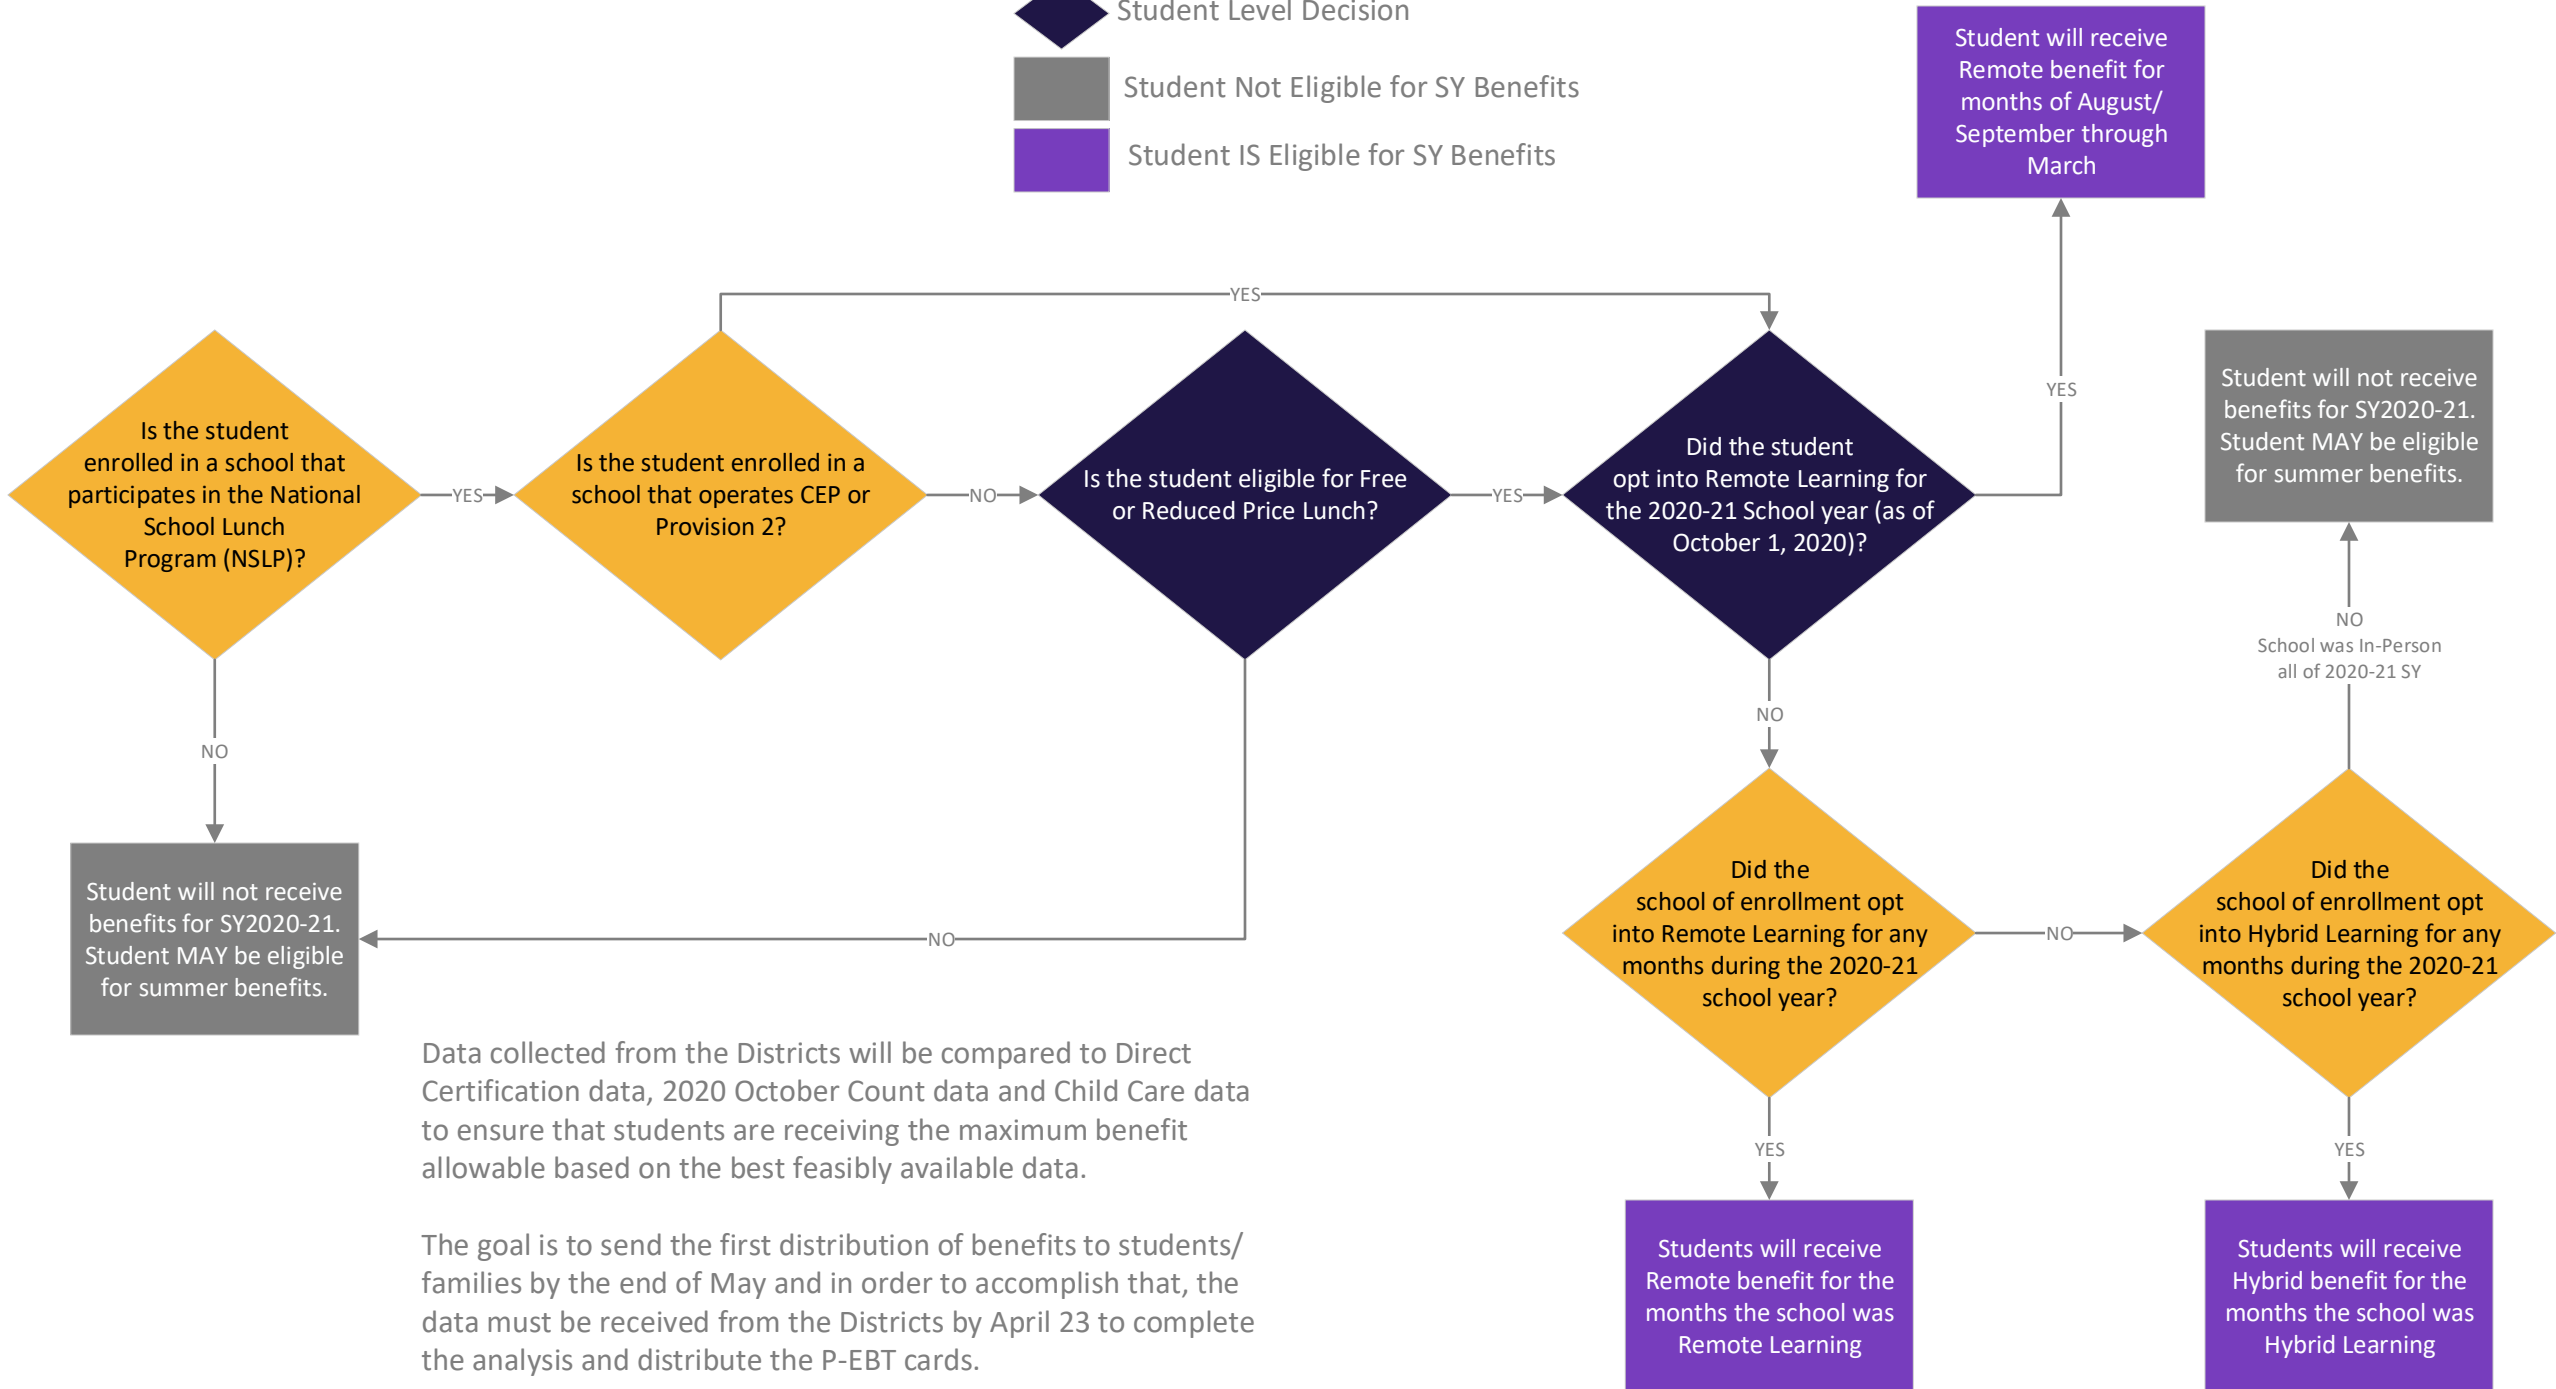 Student Level Decision
Student Not Eligible for SY Benefits
Student IS Eligible for SY Benefits
Student will receive
Remote benefit for
months of August/
September through
March
YES
YES
Is the student
enrolled in a school that
participates in the National
School Lunch
Program (NSLP)?
YES
Is the student enrolled in a
school that operates CEP or
Provision 2?
NO
Is the student eligible for Free
or Reduced Price Lunch?
YES
Did the student
opt into Remote Learning for
the 2020-21 School year (as of
October 1, 2020)?
Student will not receive
benefits for SY2020-21.
Student MAY be eligible
for summer benefits.
NO
School was In-Person
all of 2020-21 SY
NO
NO
Student will not receive
benefits for SY2020-21.
Student MAY be eligible
for summer benefits.
NO
Did the
school of enrollment opt
into Remote Learning for any
months during the 2020-21
school year?
NO
Did the
school of enrollment opt
into Hybrid Learning for any
months during the 2020-21
school year?
YES
YES
Students will receive
Remote benefit for the
months the school was
Remote Learning
Students will receive
Hybrid benefit for the
months the school was
Hybrid Learning
Data collected from the Districts will be compared to Direct
Certification data, 2020 October Count data and Child Care data
to ensure that students are receiving the maximum benefit
allowable based on the best feasibly available data.
The goal is to send the first distribution of benefits to students/
families by the end of May and in order to accomplish that, the
data must be received from the Districts by April 23 to complete
the analysis and distribute the P-EBT cards.